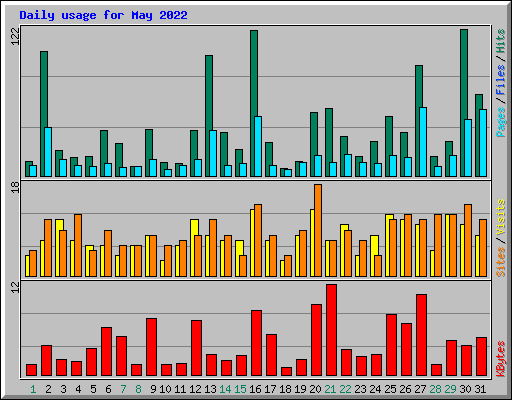 Daily usage for May 2022
122
Pages / Files / Hits
18
Sites / Visits
12
KBytes
1 2 3 4 5 6 7 8 9 10 11 12 13 14 15 16 17 18 19 20 21 22 23 24 25 26 27 28 29 30 31